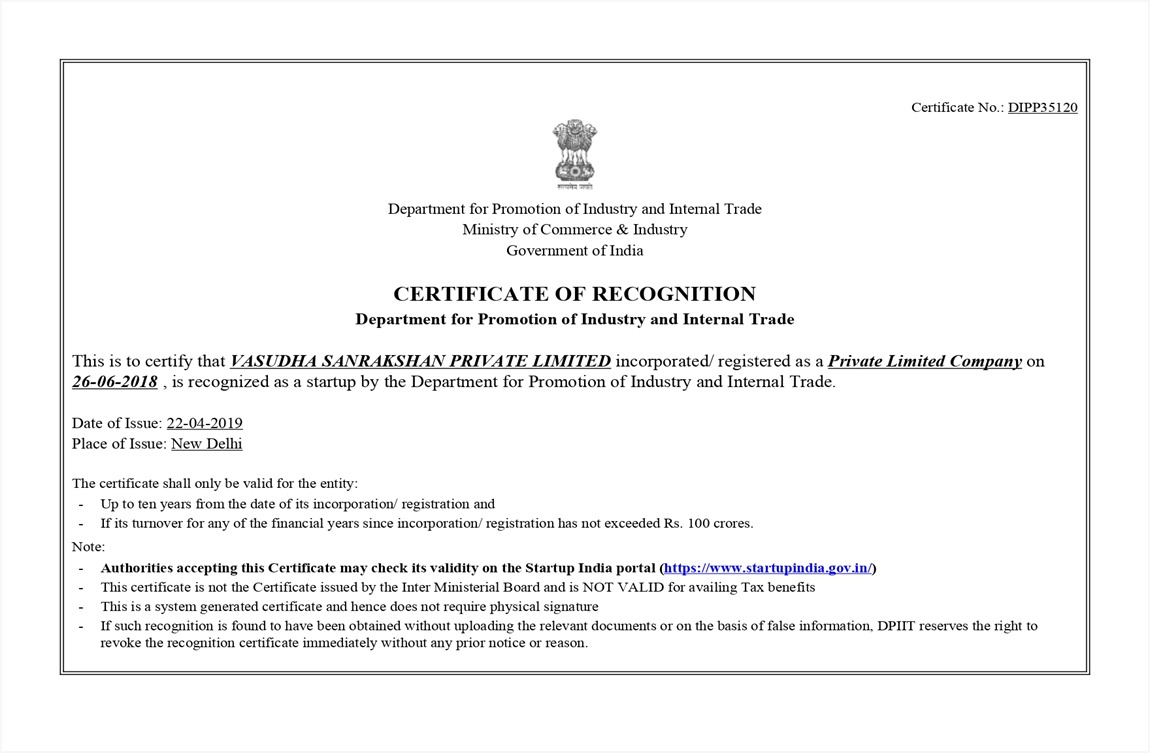 Certificate No.: DIPP35120
सत्यमेव जयते
Department for Promotion of Industry and Internal Trade
Ministry of Commerce & Industry
Government of India
CERTIFICATE OF RECOGNITION
Department for Promotion of Industry and Internal Trade
This is to certify that VASUDHA SANRAKSHAN PRIVATE LIMITED incorporated/ registered as a Private Limited Company on
26-06-2018 , is recognized as a startup by the Department for Promotion of Industry and Internal Trade.
Date of Issue: 22-04-2019
Place of Issue: New Delhi
The certificate shall only be valid for the entity:
- Up to ten years from the date of its incorporation/ registration and
- If its turnover for any of the financial years since incorporation/ registration has not exceeded Rs. 100 crores.
Note:
- Authorities accepting this Certificate may check its validity on the Startup India portal (https://www.startupindia.gov.in/)
- This certificate is not the Certificate issued by the Inter Ministerial Board and is NOT VALID for availing Tax benefits
- This is a system generated certificate and hence does not require physical signature
- If such recognition is found to have been obtained without uploading the relevant documents or on the basis of false information, DPIIT reserves the right to
revoke the recognition certificate immediately without any prior notice or reason.